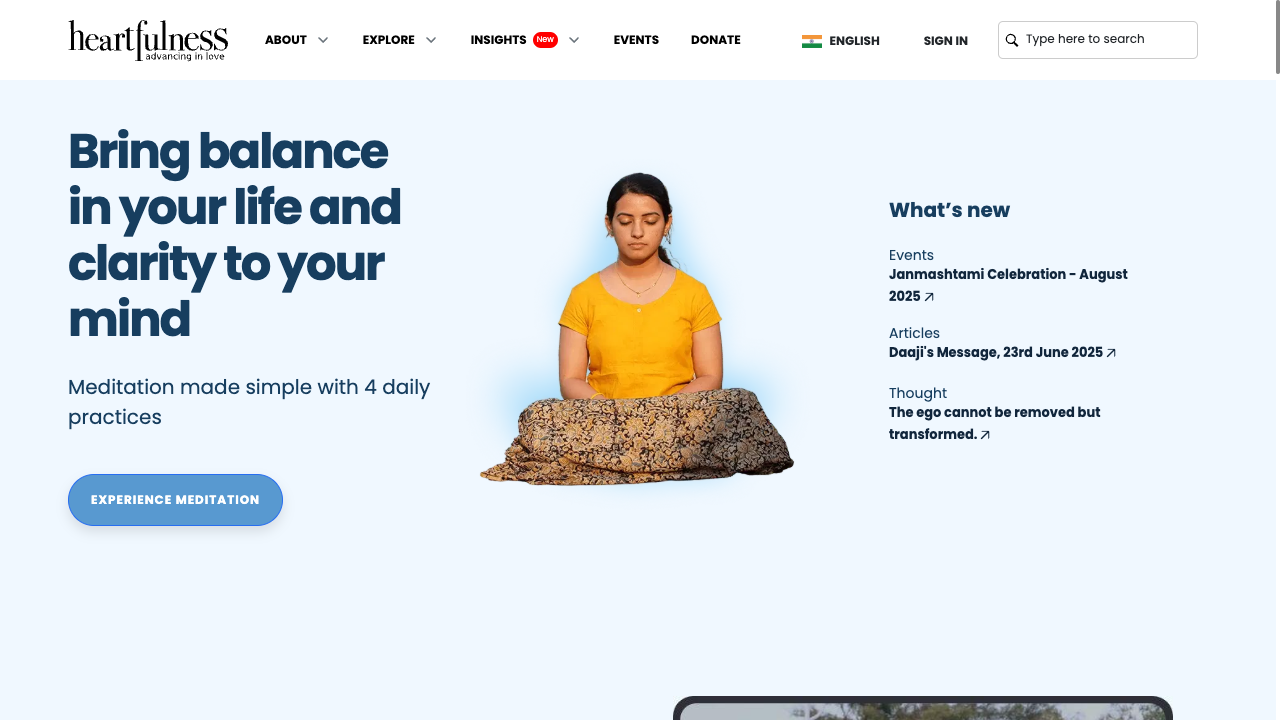 heartfulness
advancing in love
ABOUT
EXPLORE
INSIGHTS New
EVENTS
DONATE
ENGLISH
SIGN IN
Type here to search
Bring balance
in your life and
clarity to your
mind
Meditation made simple with 4 daily
practices
EXPERIENCE MEDITATION
What’s new
Events
Janmashtami Celebration - August
2025
Articles
Daaji's Message, 23rd June 2025
Thought
The ego cannot be removed but
transformed.